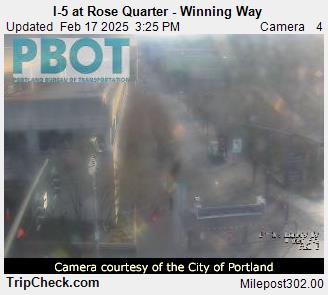 I-5 at Rose Quarter - Winning Way
Updated Feb 17 2025 3:25 PM Camera 4
PBOT
PORTLAND BUREAU OF TRANSPORTATION
Camera courtesy of the City of Portland
TripCheck.com Milepost302.00